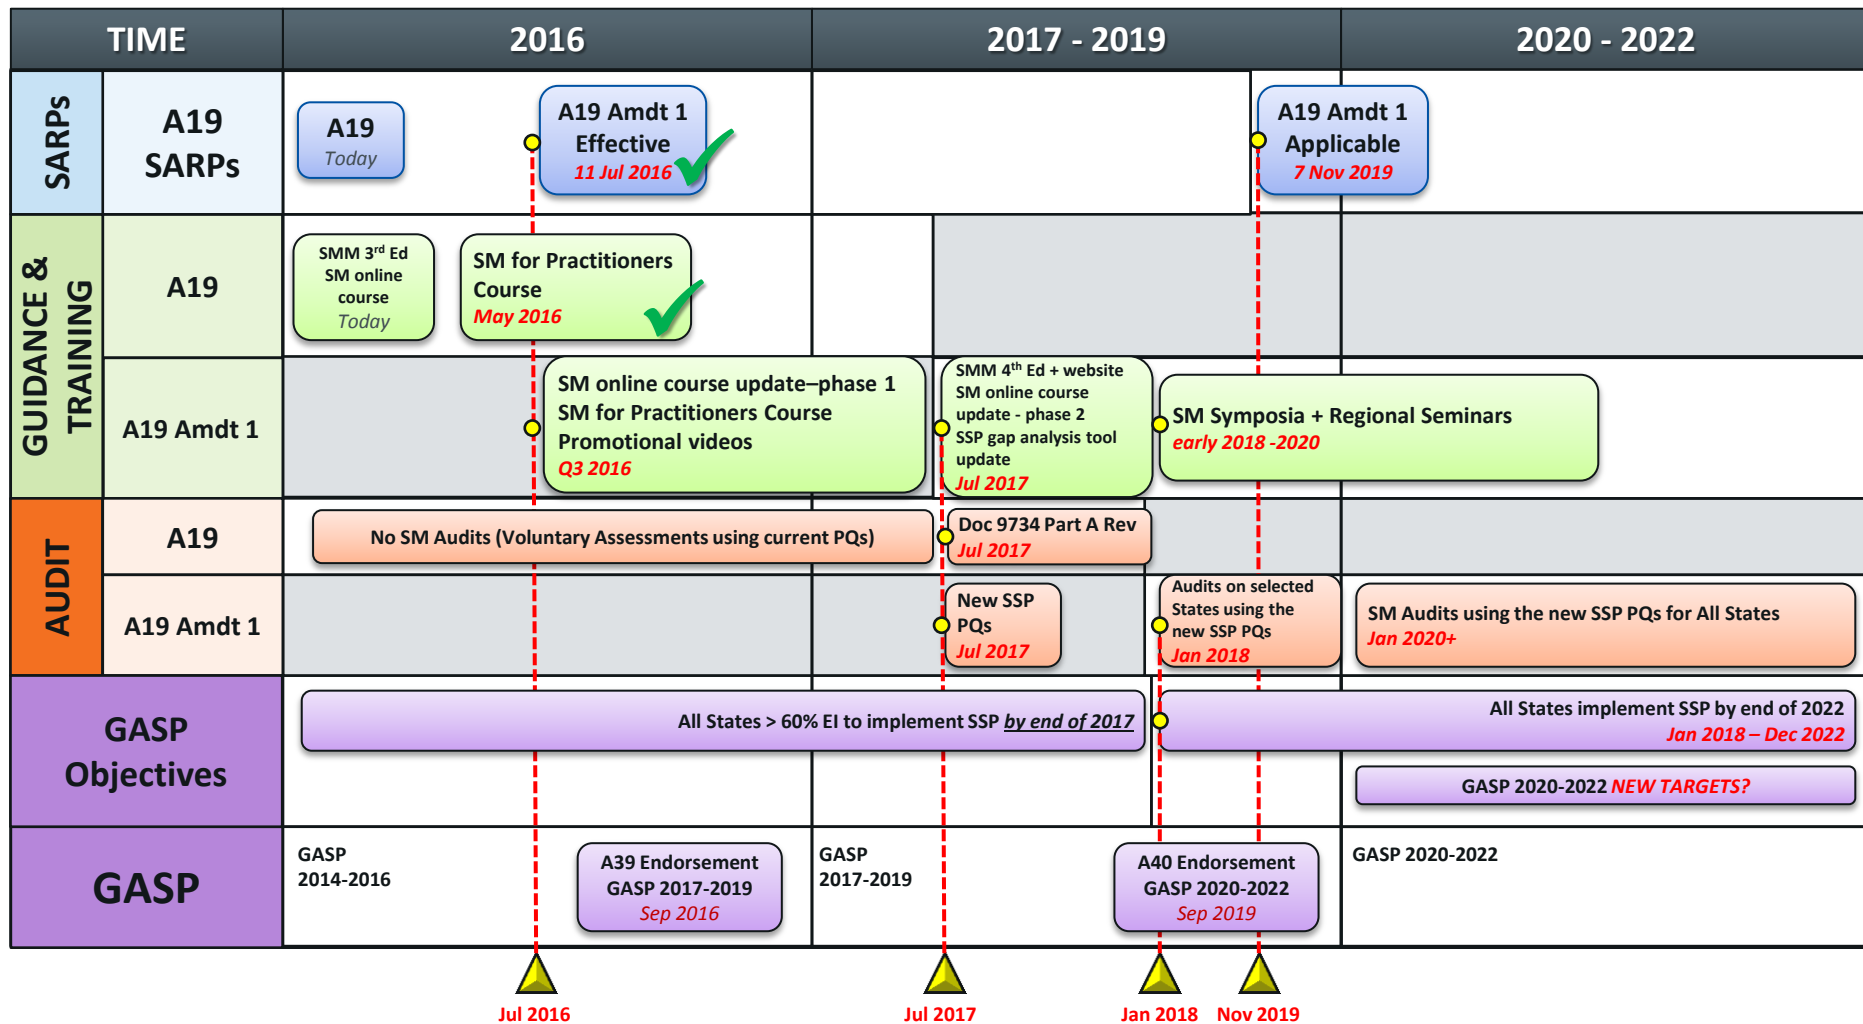 TIME
2016
2017 - 2019
2020 - 2022
SARPs
A19
SARPs
A19
Today
A19 Amdt 1
Effective
11 Jul 2016
A19 Amdt 1
Applicable
7 Nov 2019
GUIDANCE &
TRAINING
A19
SMM 3rd Ed
SM online
course
Today
SM for Practitioners
Course
May 2016
A19 Amdt 1
SM online course update–phase 1
SM for Practitioners Course
Promotional videos
Q3 2016
SMM 4th Ed + website
SM online course
update - phase 2
SSP gap analysis tool
update
Jul 2017
SM Symposia + Regional Seminars
early 2018 -2020
AUDIT
A19
No SM Audits (Voluntary Assessments using current PQs)
Doc 9734 Part A Rev
Jul 2017
A19 Amdt 1
New SSP
PQs
Jul 2017
Audits on selected
States using the
new SSP PQs
Jan 2018
SM Audits using the new SSP PQs for All States
Jan 2020+
GASP
Objectives
All States > 60% EI to implement SSP by end of 2017
All States implement SSP by end of 2022
Jan 2018 – Dec 2022
GASP 2020-2022 NEW TARGETS?
GASP
GASP
2014-2016
A39 Endorsement
GASP 2017-2019
Sep 2016
GASP
2017-2019
A40 Endorsement
GASP 2020-2022
Sep 2019
GASP 2020-2022
Jul 2016
Jul 2017
Jan 2018
Nov 2019